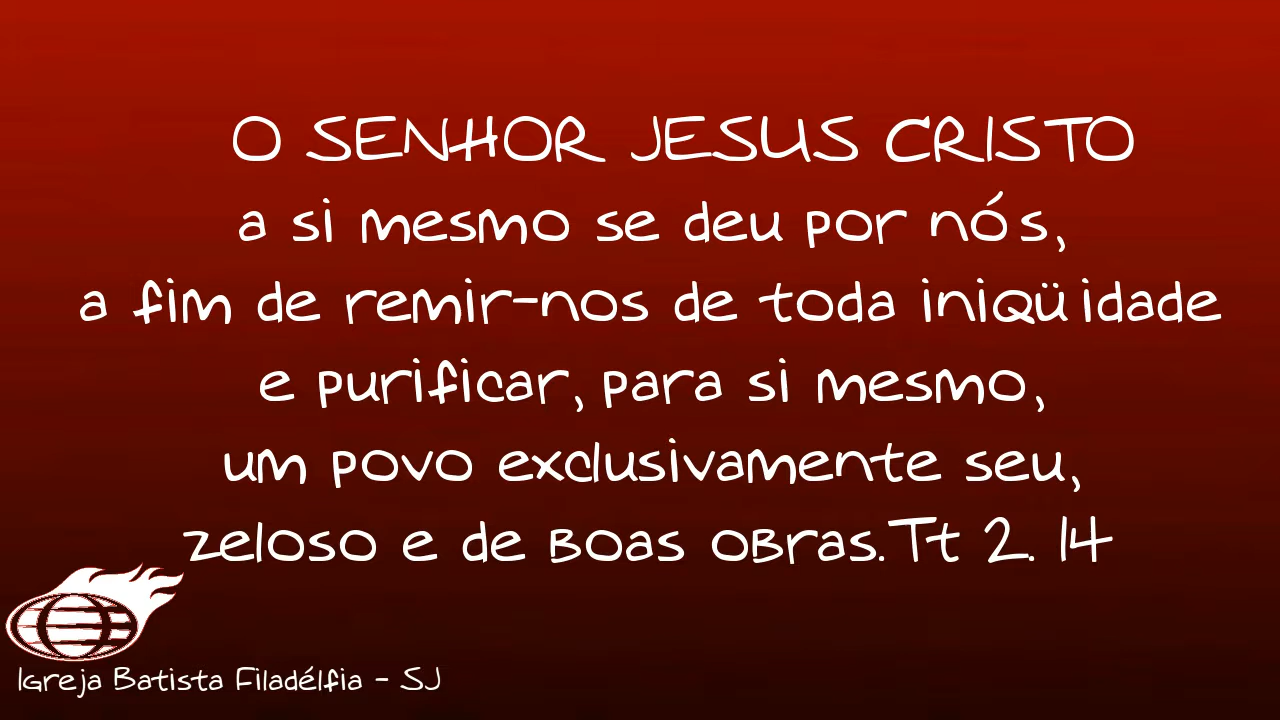 O SENHOR JESUS CRISTO
a si mesmo se deu por nós,
a fim de remir-nos de toda iniqüidade
e purificar, para si mesmo,
um povo exclusivamente seu,
zeloso e de boas obras. Tt 2. 14
Igreja Batista Filadélfia - SJ